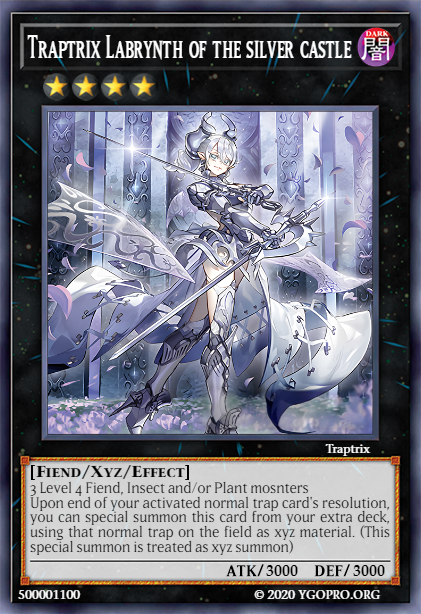 Traptrix Labrynth of the silver castle
DARK
闇
Traptrix
[Fiend/Xyz/Effect]
3 Level 4 Fiend, Insect and/or Plant mosnters
Upon end of your activated normal trap card's resolution,
you can special summon this card from your extra deck,
using that normal trap on the field as xyz material. (This
special summon is treated as xyz summon)
ATK/3000 DEF/3000
500001100 © 2020 YGOPRO.ORG